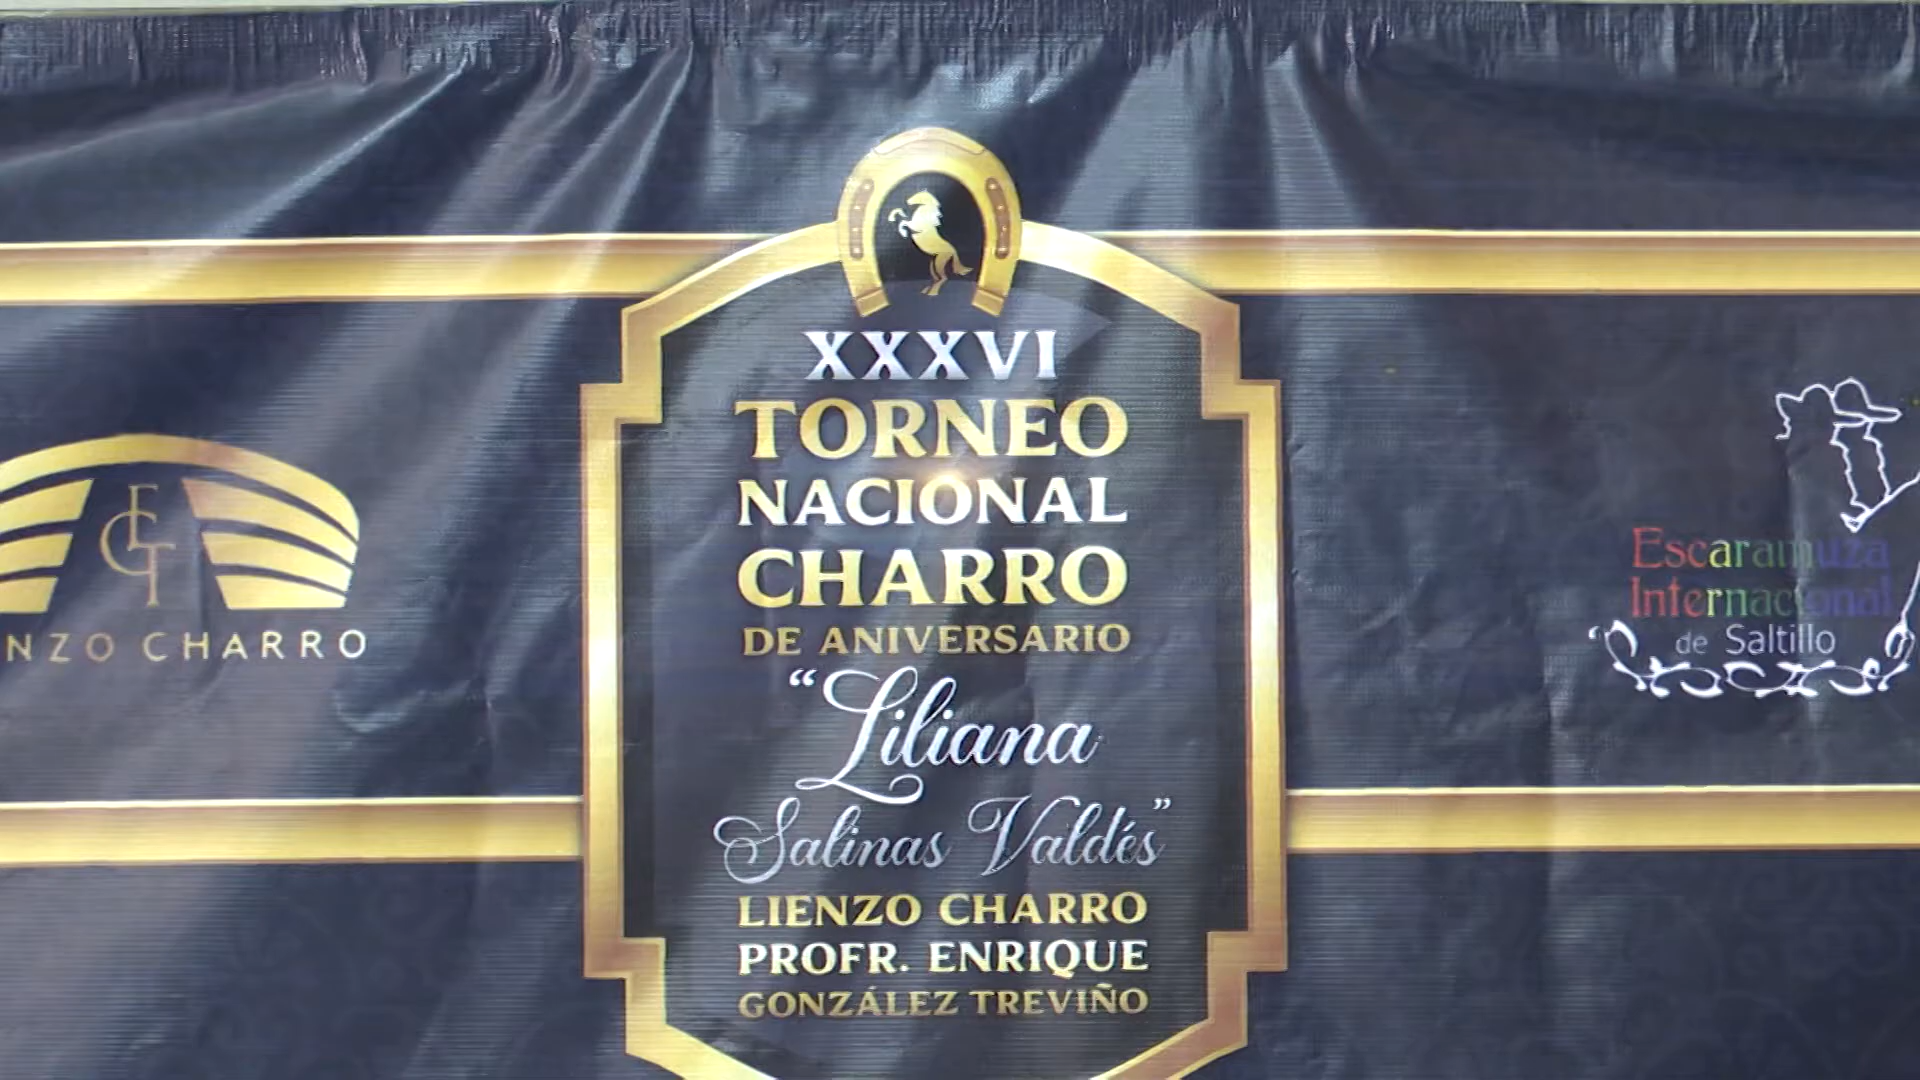 XXXVI
TORNEO
NACIONAL
CHARRO
DE ANIVERSARIO
“Liliana
Salinas Valdés”
LIENZO CHARRO
PROFR. ENRIQUE
GONZÁLEZ TREVIÑO
NZO CHARRO
Escaramuza
Internacional
de Saltillo